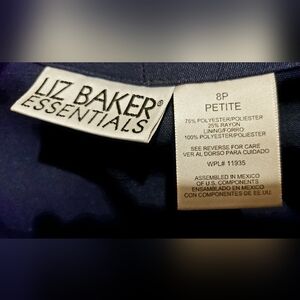 LIZ BAKER®
ESSENTIALS
8P
PETITE
75% POLYESTER/POLIESTER
25% RAYON
LINING/FORRO
100% POLYESTER/POLIESTER
SEE REVERSE FOR CARE
VER AL DORSO PARA CUIDADO
WPL# 11935
ASSEMBLED IN MEXICO
OF U.S. COMPONENTS
ENSAMBLADO EN MEXICO
CON COMPONENTES DE EE.UU.